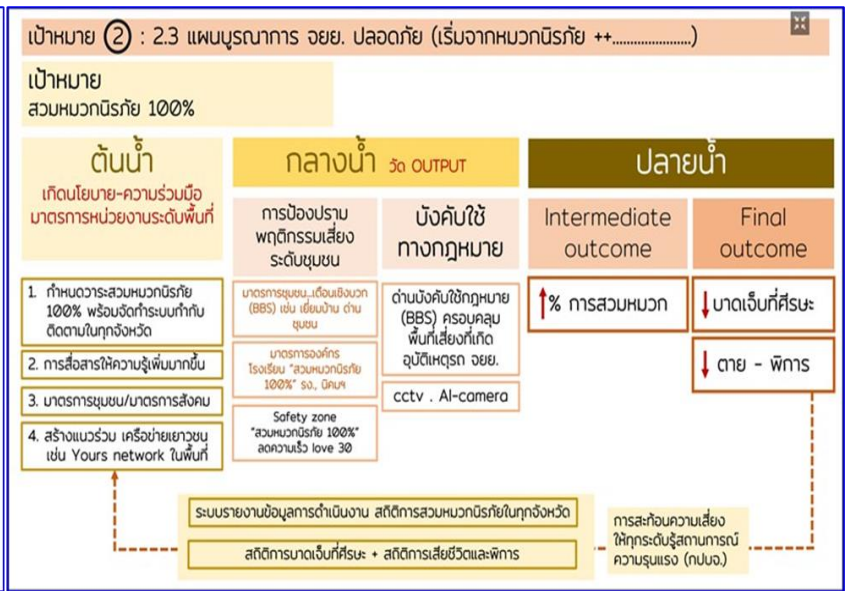 เป้าหมาย 2 : 2.3 แผนบูรณาการ จยย. ปลอดภัย (เริ่มจากหมวกนิรภัย ++......................)
เป้าหมาย
สวมหมวกนิรภัย 100%
ต้นน้ำ
เกิดนโยบาย-ความร่วมมือ
มาตรการหน่วยงานระดับพื้นที่
1. กำหนดวาระสวมหมวกนิรภัย
100% พร้อมจัดทำระบบกำกับ
ติดตามในทุกจังหวัด
2. การสื่อสารให้ความรู้เพิ่มมากขึ้น
3. มาตรการชุมชน/มาตรการสังคม
4. สร้างแนวร่วม เครือข่ายเยาวชน
เช่น Yours network ในพื้นที่
กลางน้ำ วัด OUTPUT
การป้องปราม
พฤติกรรมเสี่ยง
ระดับชุมชน
มาตรการชุมชน..เตือนเชิงบวก
(BBS) เช่น เยี่ยมบ้าน ด่าน
ชุมชน
มาตรการองค์กร
โรงเรียน "สวมหมวกนิรภัย
100%" รง., นิคมฯ
Safety zone
"สวมหมวกนิรภัย 100%"
ลดความเร็ว love 30
บังคับใช้
ทางกฎหมาย
ด่านบังคับใช้กฎหมาย
(BBS) ครอบคลุม
พื้นที่เสี่ยงที่เกิด
อุบัติเหตุรถ จยย.
cctv . AI-camera
ปลายน้ำ
Intermediate
outcome
% การสวมหมวก
Final
outcome
บาดเจ็บที่ศีรษะ
ตาย - พิการ
ระบบรายงานข้อมูลการดำเนินงาน สถิติการสวมหมวกนิรภัยในทุกจังหวัด
สถิติการบาดเจ็บที่ศีรษะ + สถิติการเสียชีวิตและพิการ
การสะท้อนความเสี่ยง
ให้ทุกระดับรู้สถานการณ์
ความรุนแรง (กปบจ.)